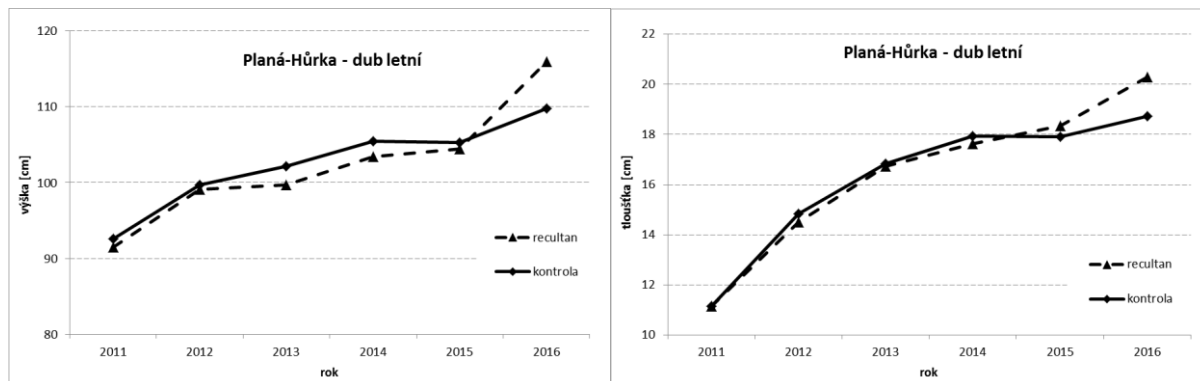 Planá-Hůrka - dub letní
výška [cm]
120
110
100
90
80
recultan
kontrola
2011 2012 2013 2014 2015 2016
rok
Planá-Hůrka - dub letní
tloušťka [cm]
22
20
18
16
14
12
10
recultan
kontrola
2011 2012 2013 2014 2015 2016
rok